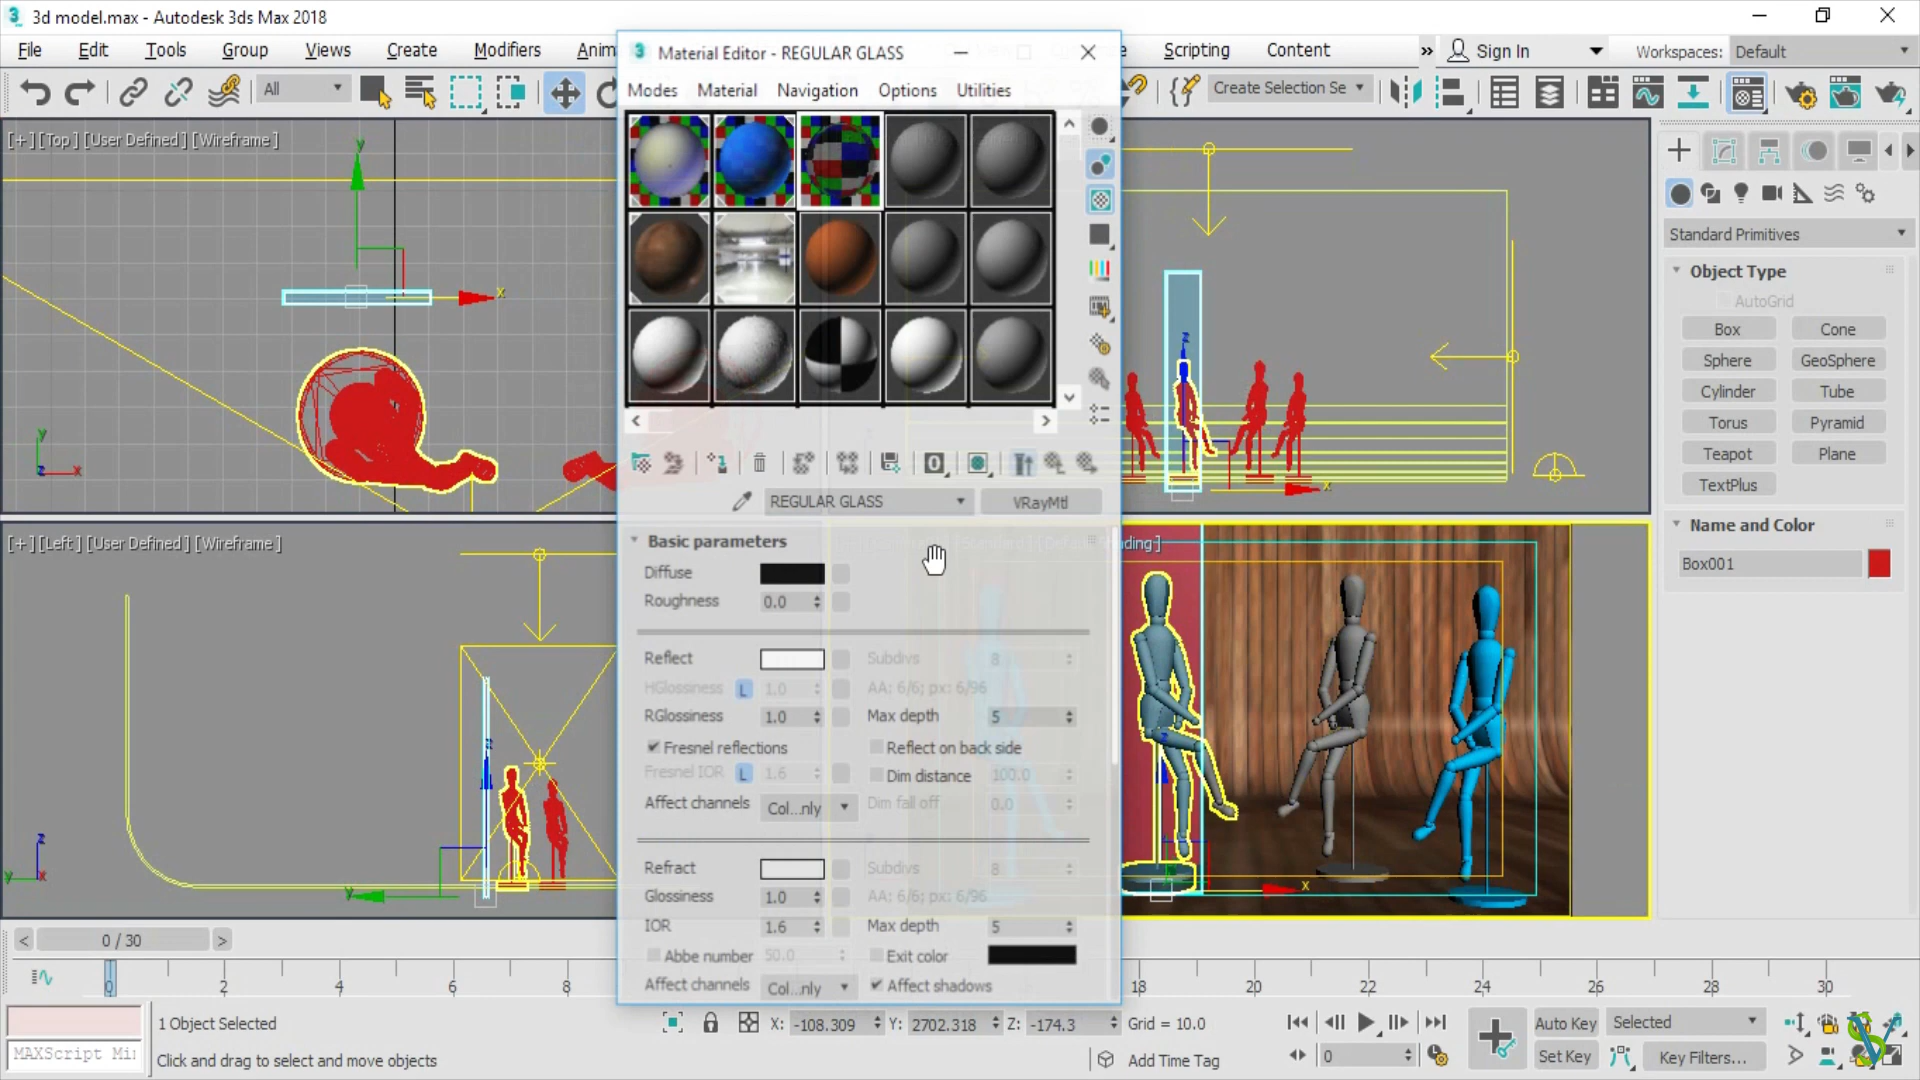 3d model.max - Autodesk 3ds Max 2018
File Edit Tools Group Views Create Modifiers Scripting Content
Sign In Workspaces: Default
All
Create Selection Se
Material Editor - REGULAR GLASS
Modes Material Navigation Options Utilities
[+] [Top] [User Defined] [Wireframe]
y
x
y
z x
REGULAR GLASS VRayMtl
Basic parameters
Diffuse
Roughness 0.0
Reflect Subdivs 8
HGlossiness L 1.0 AA: 6/6; px: 6/96
RGlossiness 1.0 Max depth 5
Fresnel reflections Reflect on back side
Fresnel IOR L 1.6 Dim distance 100.0
Affect channels Col...nly Dim fall off 0.0
Refract Subdivs 8
Glossiness 1.0 AA: 6/6; px: 6/96
IOR 1.6 Max depth 5
Abbe number 50.0 Exit color
Affect channels Col...nly Affect shadows
z
x
[+] [Left] [User Defined] [Wireframe]
z
y
z
y x
ding]
z
x
Standard Primitives
Object Type
AutoGrid
Box Cone
Sphere GeoSphere
Cylinder Tube
Torus Pyramid
Teapot Plane
TextPlus
Name and Color
Box001
< 0 / 30 >
0 2 4 6 8 18 20 22 24 26 28 30
1 Object Selected X: -108.309 Y: 2702.318 Z: -174.3 Grid = 10.0
MAXScript Mi
Click and drag to select and move objects
Add Time Tag
0
Auto Key Selected
Set Key Key Filters...